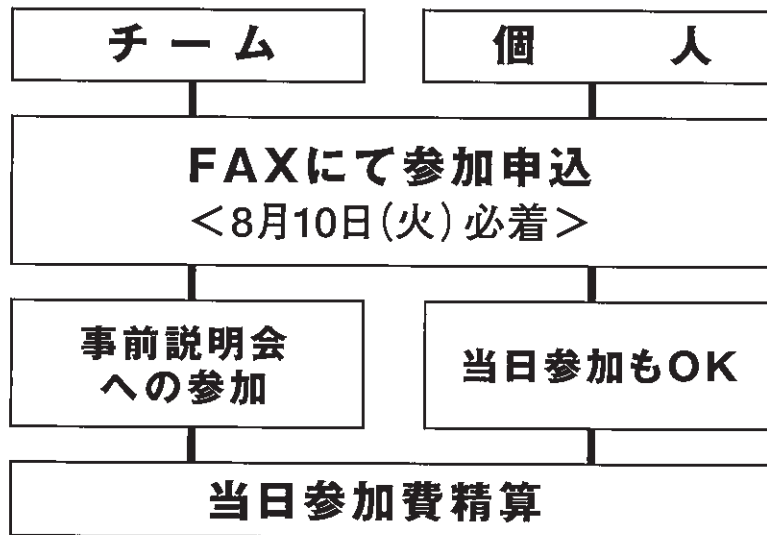 チーム
個人
FAXにて参加申込
＜8月10日(火)必着＞
事前説明会
への参加
当日参加もOK
当日参加費精算